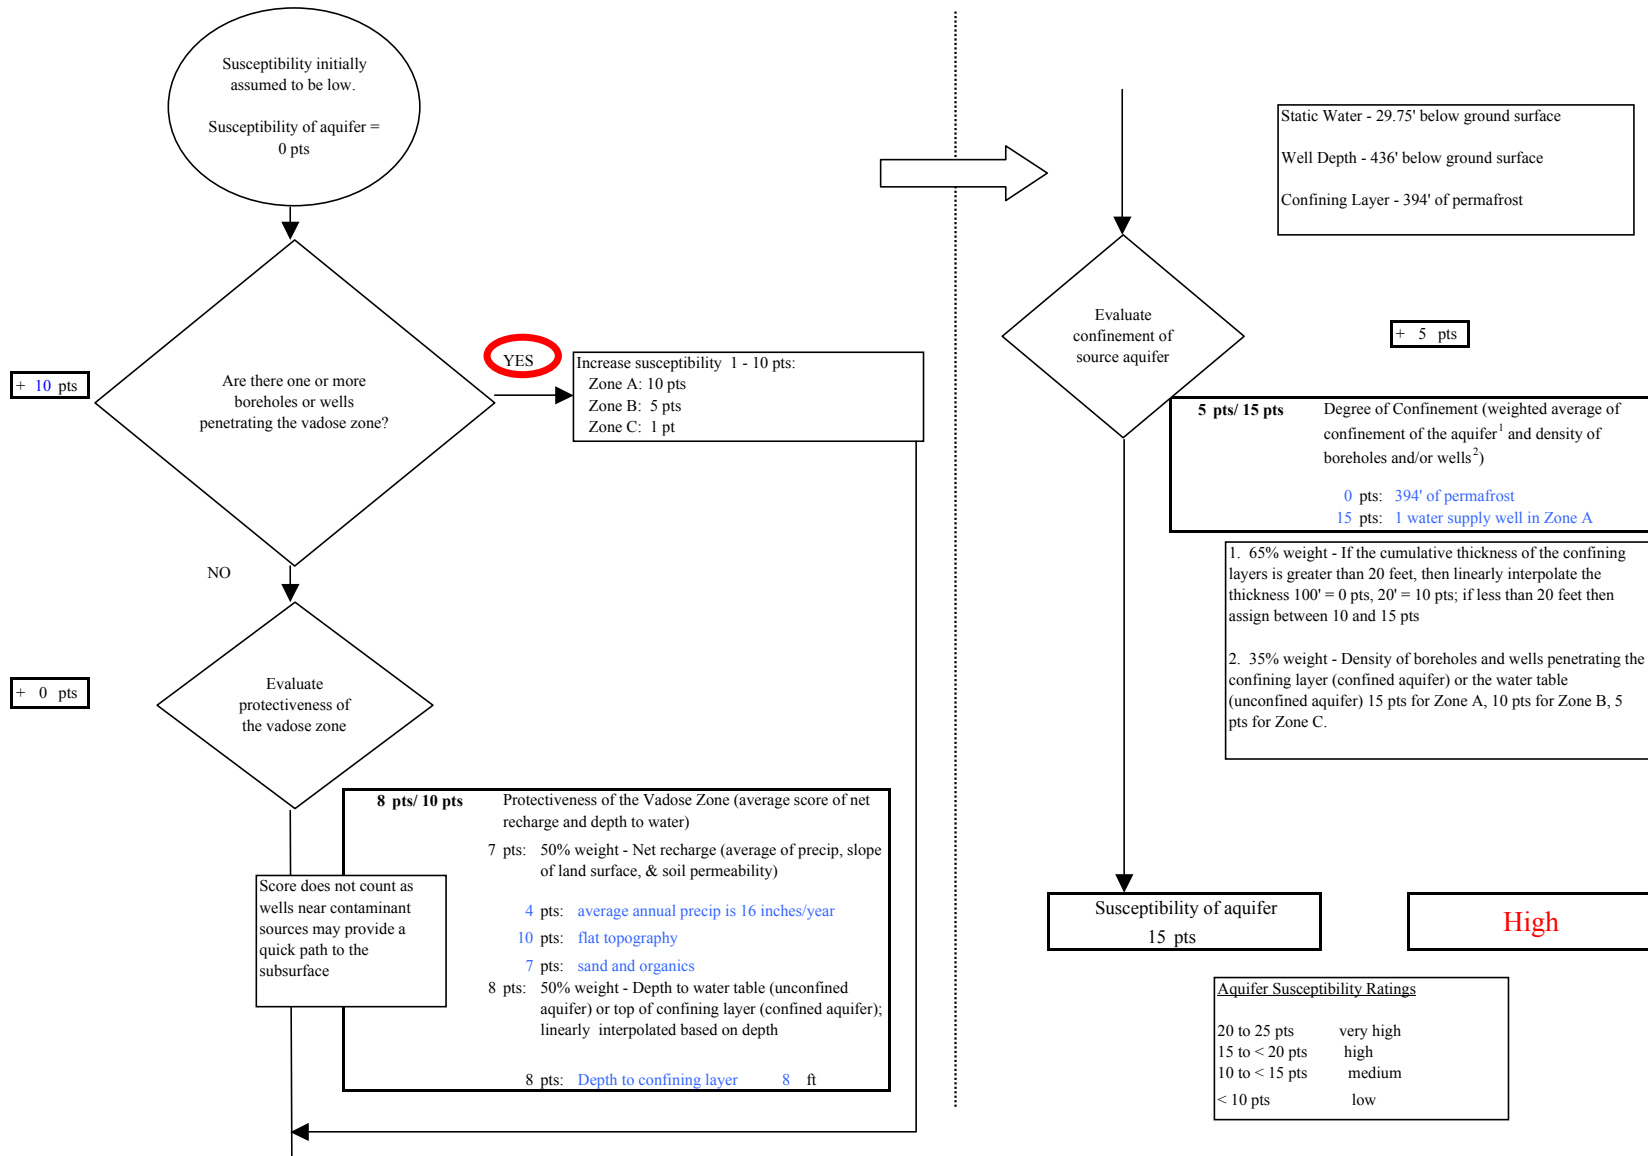 Susceptibility initially
assumed to be low.
Susceptibility of aquifer =
0 pts
+ 10 pts
Are there one or more
boreholes or wells
penetrating the vadose zone?
YES
Increase susceptibility 1 - 10 pts:
Zone A: 10 pts
Zone B: 5 pts
Zone C: 1 pt
NO
+ 0 pts
Evaluate
protectiveness of
the vadose zone
8 pts/ 10 pts
Protectiveness of the Vadose Zone (average score of net
recharge and depth to water)
7 pts: 50% weight - Net recharge (average of precip, slope
of land surface, & soil permeability)
4 pts: average annual precip is 16 inches/year
10 pts: flat topography
7 pts: sand and organics
8 pts: 50% weight - Depth to water table (unconfined
aquifer) or top of confining layer (confined aquifer);
linearly interpolated based on depth
8 pts: Depth to confining layer 8 ft
Score does not count as
wells near contaminant
sources may provide a
quick path to the
subsurface
Static Water - 29.75' below ground surface
Well Depth - 436' below ground surface
Confining Layer - 394' of permafrost
Evaluate
confinement of
source aquifer
+ 5 pts
5 pts/ 15 pts
Degree of Confinement (weighted average of
confinement of the aquifer1 and density of
boreholes and/or wells2)
0 pts: 394' of permafrost
15 pts: 1 water supply well in Zone A
1. 65% weight - If the cumulative thickness of the confining
layers is greater than 20 feet, then linearly interpolate the
thickness 100' = 0 pts, 20' = 10 pts; if less than 20 feet then
assign between 10 and 15 pts
2. 35% weight - Density of boreholes and wells penetrating the
confining layer (confined aquifer) or the water table
(unconfined aquifer) 15 pts for Zone A, 10 pts for Zone B, 5
pts for Zone C.
Susceptibility of aquifer
15 pts
High
Aquifer Susceptibility Ratings
20 to 25 pts very high
15 to < 20 pts high
10 to < 15 pts medium
< 10 pts low